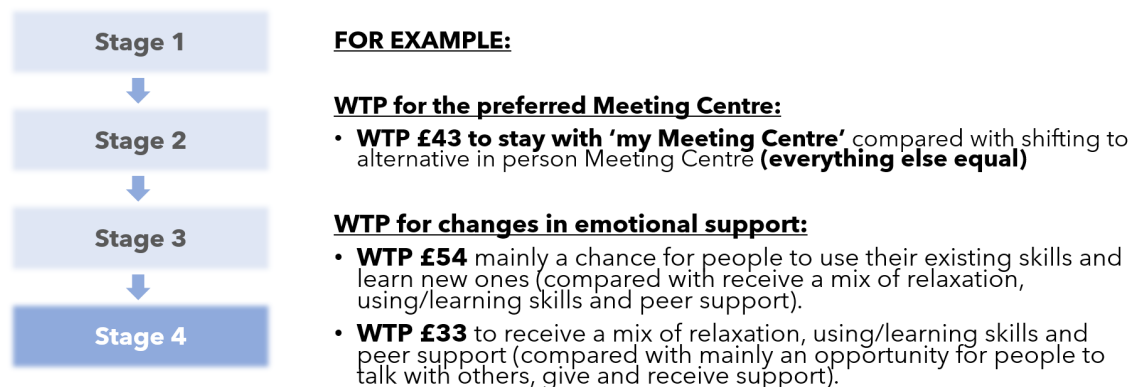 Stage 1
Stage 2
Stage 3
Stage 4
FOR EXAMPLE:
WTP for the preferred Meeting Centre:
• WTP £43 to stay with ‘my Meeting Centre’ compared with shifting to
alternative in person Meeting Centre (everything else equal)
WTP for changes in emotional support:
• WTP £54 mainly a chance for people to use their existing skills and
learn new ones (compared with receive a mix of relaxation,
using/learning skills and peer support).
• WTP £33 to receive a mix of relaxation, using/learning skills and
peer support (compared with mainly an opportunity for people to
talk with others, give and receive support).